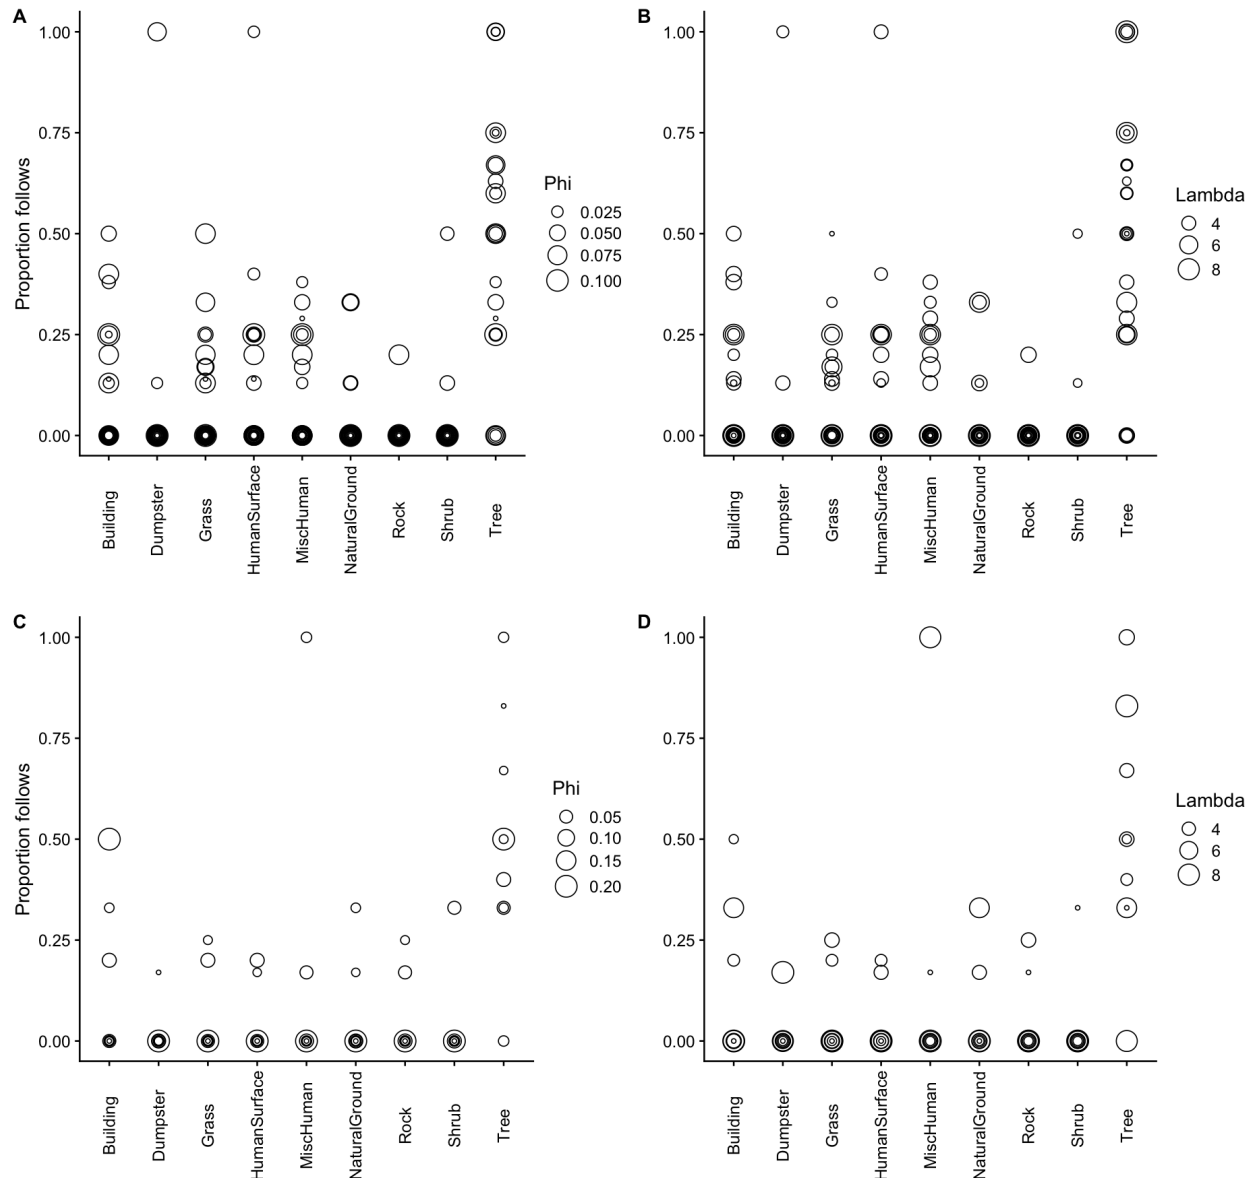 A
Proportion follows
1.00
0.75
0.50
0.25
0.00
Building
Dumpster
Grass
HumanSurface
MiscHuman
NaturalGround
Rock
Shrub
Tree
Phi
0.025
0.050
0.075
0.100
B
1.00
0.75
0.50
0.25
0.00
Building
Dumpster
Grass
HumanSurface
MiscHuman
NaturalGround
Rock
Shrub
Tree
Lambda
4
6
8
C
Proportion follows
1.00
0.75
0.50
0.25
0.00
Building
Dumpster
Grass
HumanSurface
MiscHuman
NaturalGround
Rock
Shrub
Tree
Phi
0.05
0.10
0.15
0.20
D
1.00
0.75
0.50
0.25
0.00
Building
Dumpster
Grass
HumanSurface
MiscHuman
NaturalGround
Rock
Shrub
Tree
Lambda
4
6
8